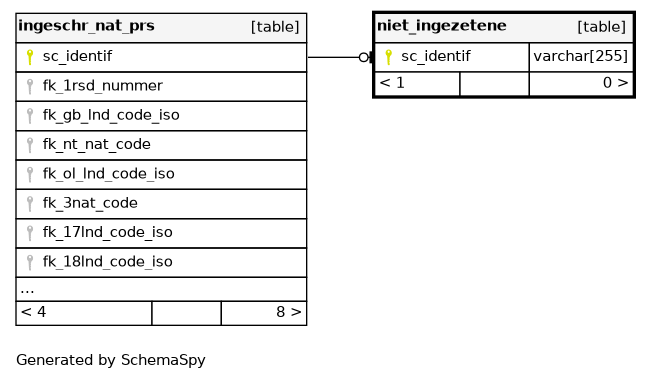 ingeschr_nat_prs [table]
sc_identif
fk_1rsd_nummer
fk_gb_lnd_code_iso
fk_nt_nat_code
fk_ol_lnd_code_iso
fk_3nat_code
fk_17lnd_code_iso
fk_18lnd_code_iso
...
< 4 8 >
niet_ingezetene [table]
sc_identif varchar[255]
< 1 0 >
Generated by SchemaSpy